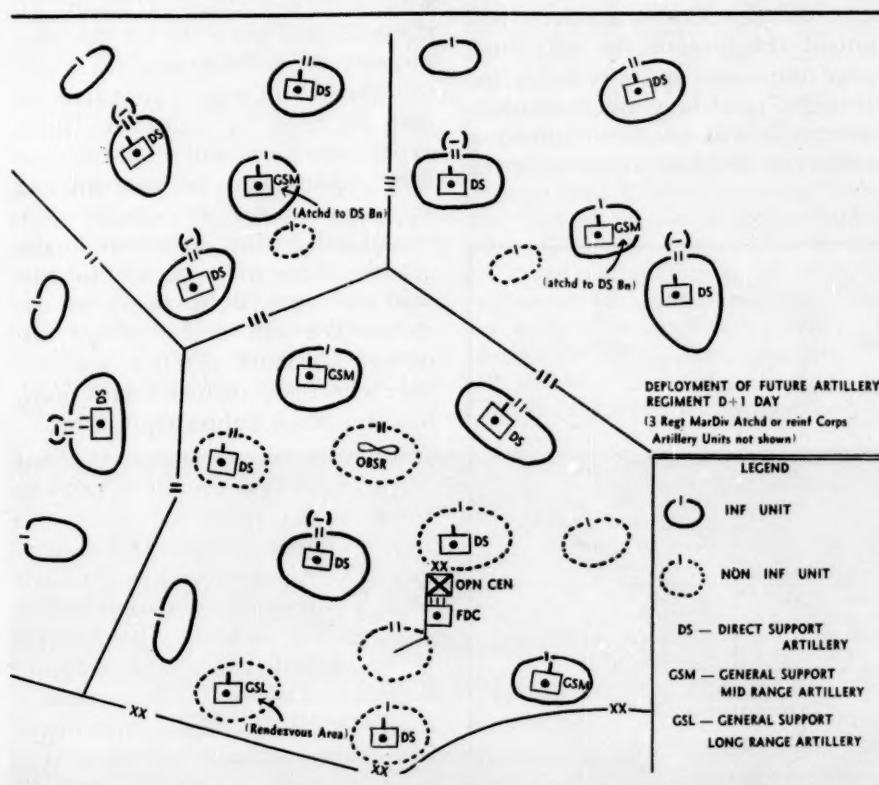 DS
DS
(-)
DS
(-)
DS
GSM
(Atchd to DS Bn)
GSM
(atchd to DS Bn)
(-)
DS
(-)
DS
GSM
DEPLOYMENT OF FUTURE ARTILLERY
REGIMENT D+1 DAY
(3 Regt MarDiv Atchd or reinf Corps
Artillery Units not shown)
(-)
DS
DS
DS
OBSR
LEGEND
INF UNIT
NON INF UNIT
(-)
DS
DS
XX
OPN CEN
FDC
DS — DIRECT SUPPORT
ARTILLERY
GSM — GENERAL SUPPORT
MID RANGE ARTILLERY
GSL — GENERAL SUPPORT
LONG RANGE ARTILLERY
GSL
(Rendezvous Area)
GSM
XX
XX
DS
XX